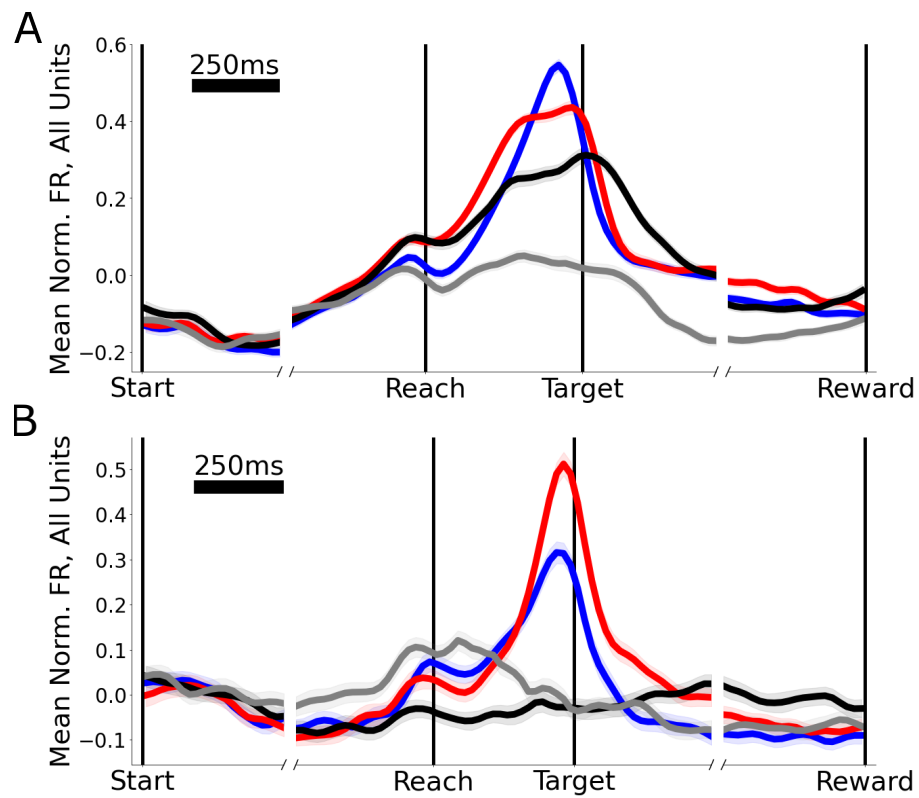 A
Mean Norm. FR, All Units
0.6
0.4
0.2
0.0
−0.2
250ms
Start
Reach
Target
Reward
B
Mean Norm. FR, All Units
0.5
0.4
0.3
0.2
0.1
0.0
−0.1
250ms
Start
Reach
Target
Reward